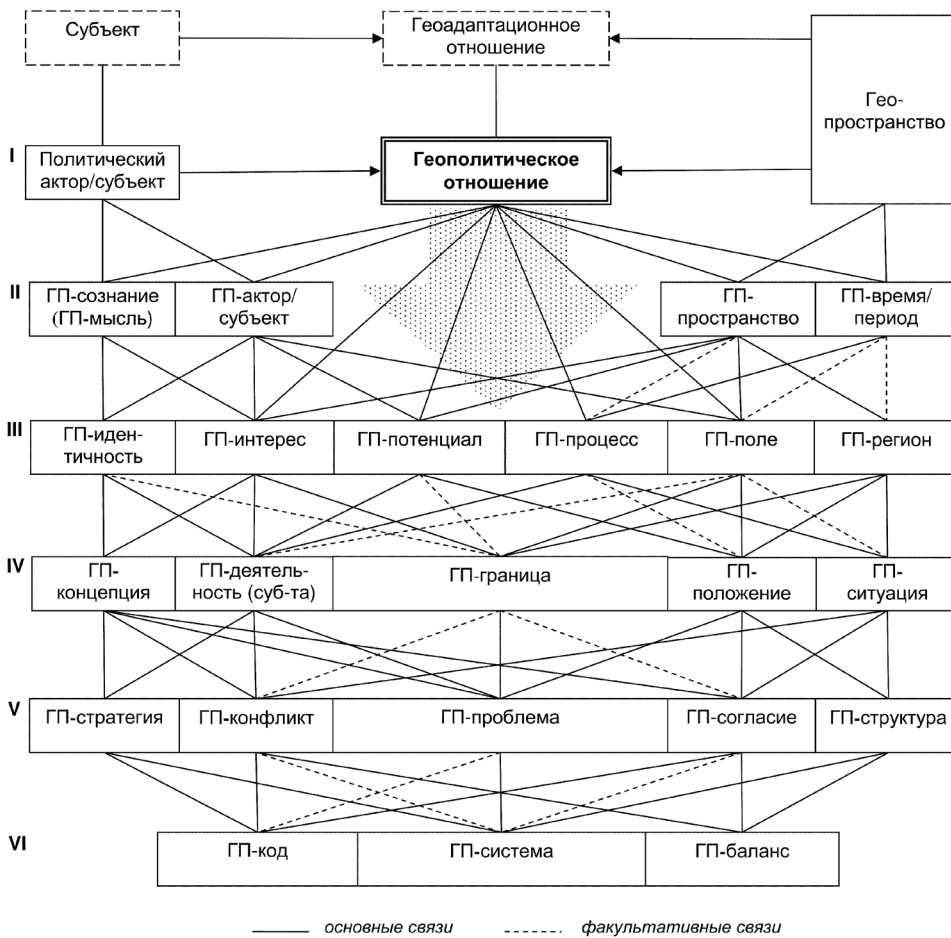 Субъект
Геоадаптационное
отношение
Гео-
пространство
I
Политический
актор/субъект
Геополитическое
отношение
II
ГП-сознание
(ГП-мысль)
ГП-актор/
субъект
ГП-
пространство
ГП-время/
период
III
ГП-иден-
тичность
ГП-интерес
ГП-потенциал
ГП-процесс
ГП-поле
ГП-регион
IV
ГП-
концепция
ГП-деятель-
ность (суб-та)
ГП-граница
ГП-
положение
ГП-
ситуация
V
ГП-стратегия
ГП-конфликт
ГП-проблема
ГП-согласие
ГП-структура
VI
ГП-код
ГП-система
ГП-баланс
основные связи
факультативные связи